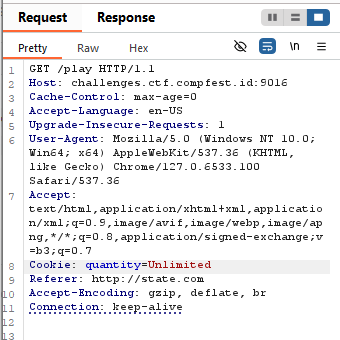 Request Response
Pretty Raw Hex \n
1 GET /play HTTP/1.1
2 Host: challenges.ctf.compfest.id:9016
3 Cache-Control: max-age=0
4 Accept-Language: en-US
5 Upgrade-Insecure-Requests: 1
6 User-Agent: Mozilla/5.0 (Windows NT 10.0;
Win64; x64) AppleWebKit/537.36 (KHTML,
like Gecko) Chrome/127.0.6533.100
Safari/537.36
7 Accept:
text/html,application/xhtml+xml,applicati
on/xml;q=0.9,image/avif,image/webp,image/ap
ng,*/*;q=0.8,application/signed-exchange;v
=b3;q=0.7
8 Cookie: quantity=Unlimited
9 Referer: http://state.com
10 Accept-Encoding: gzip, deflate, br
11 Connection: keep-alive
12
13